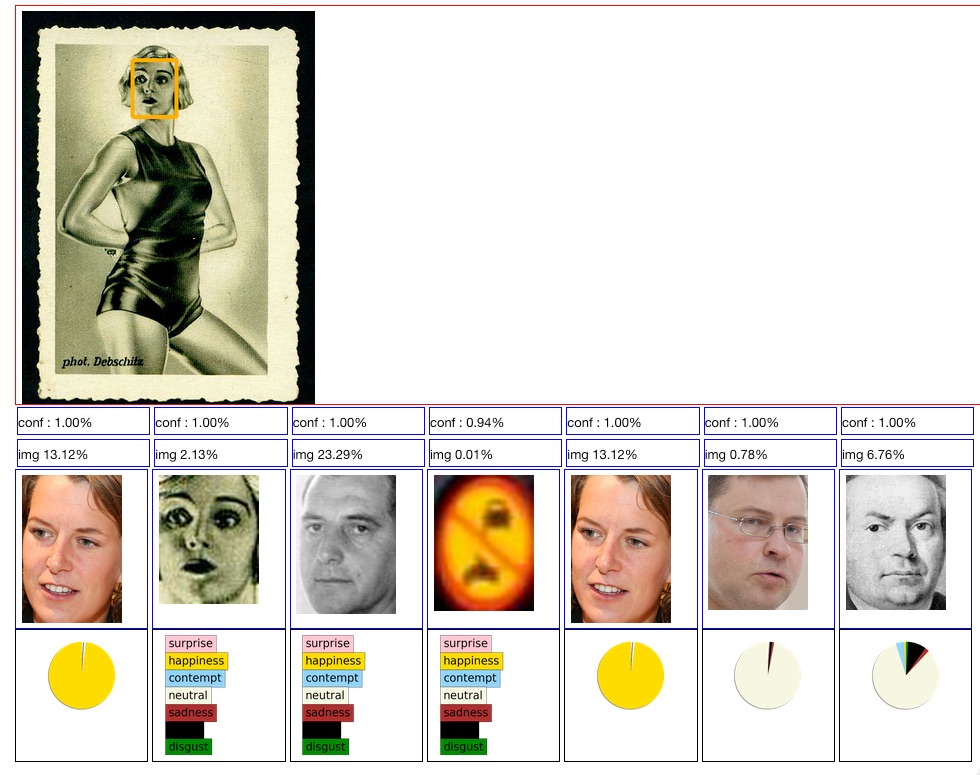 phot. Debschitz
conf : 1.00%
conf : 1.00%
conf : 1.00%
conf : 0.94%
conf : 1.00%
conf : 1.00%
conf : 1.00%
img 13.12%
img 2.13%
img 23.29%
img 0.01%
img 13.12%
img 0.78%
img 6.76%
surprise
happiness
contempt
neutral
sadness
disgust
surprise
happiness
contempt
neutral
sadness
disgust
surprise
happiness
contempt
neutral
sadness
disgust